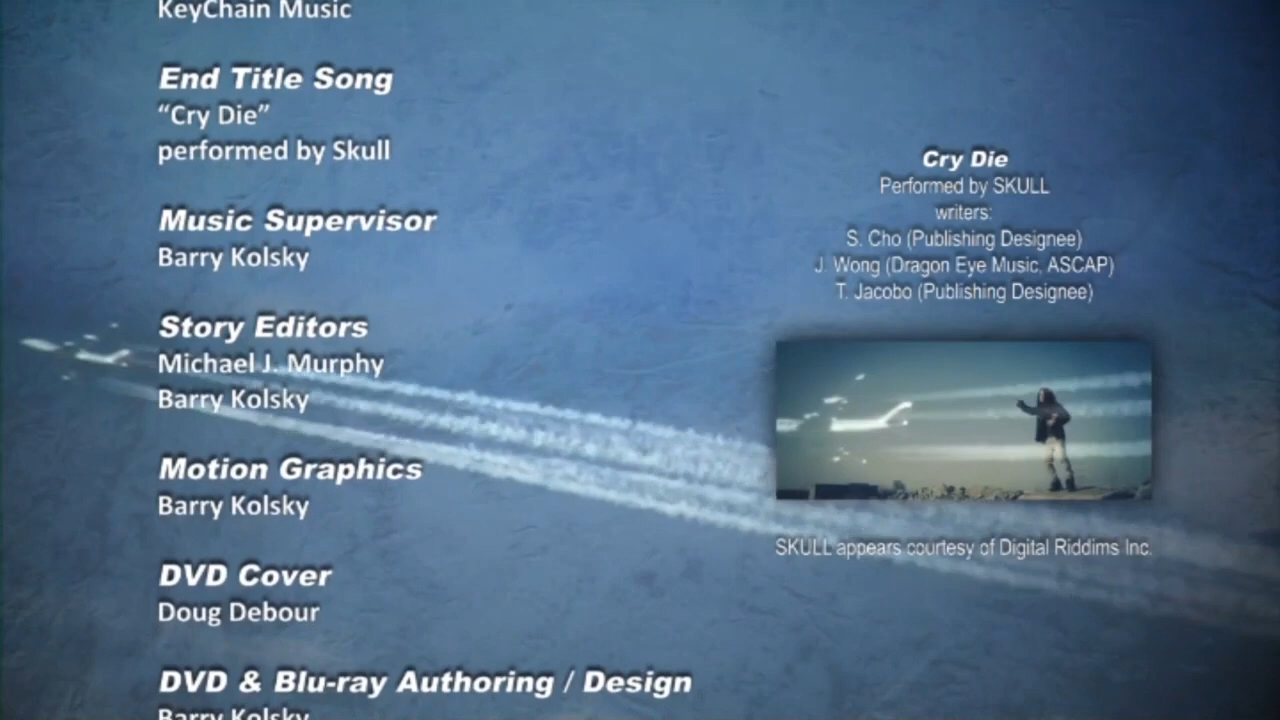 KeyChain Music
End Title Song
“Cry Die”
performed by Skull
Music Supervisor
Barry Kolsky
Story Editors
Michael J. Murphy
Barry Kolsky
Motion Graphics
Barry Kolsky
DVD Cover
Doug Debour
DVD & Blu-ray Authoring / Design
Barry Kolsky
Cry Die
Performed by SKULL
writers:
S. Cho (Publishing Designee)
J. Wong (Dragon Eye Music, ASCAP)
T. Jacobo (Publishing Designee)
SKULL appears courtesy of Digital Riddims Inc.